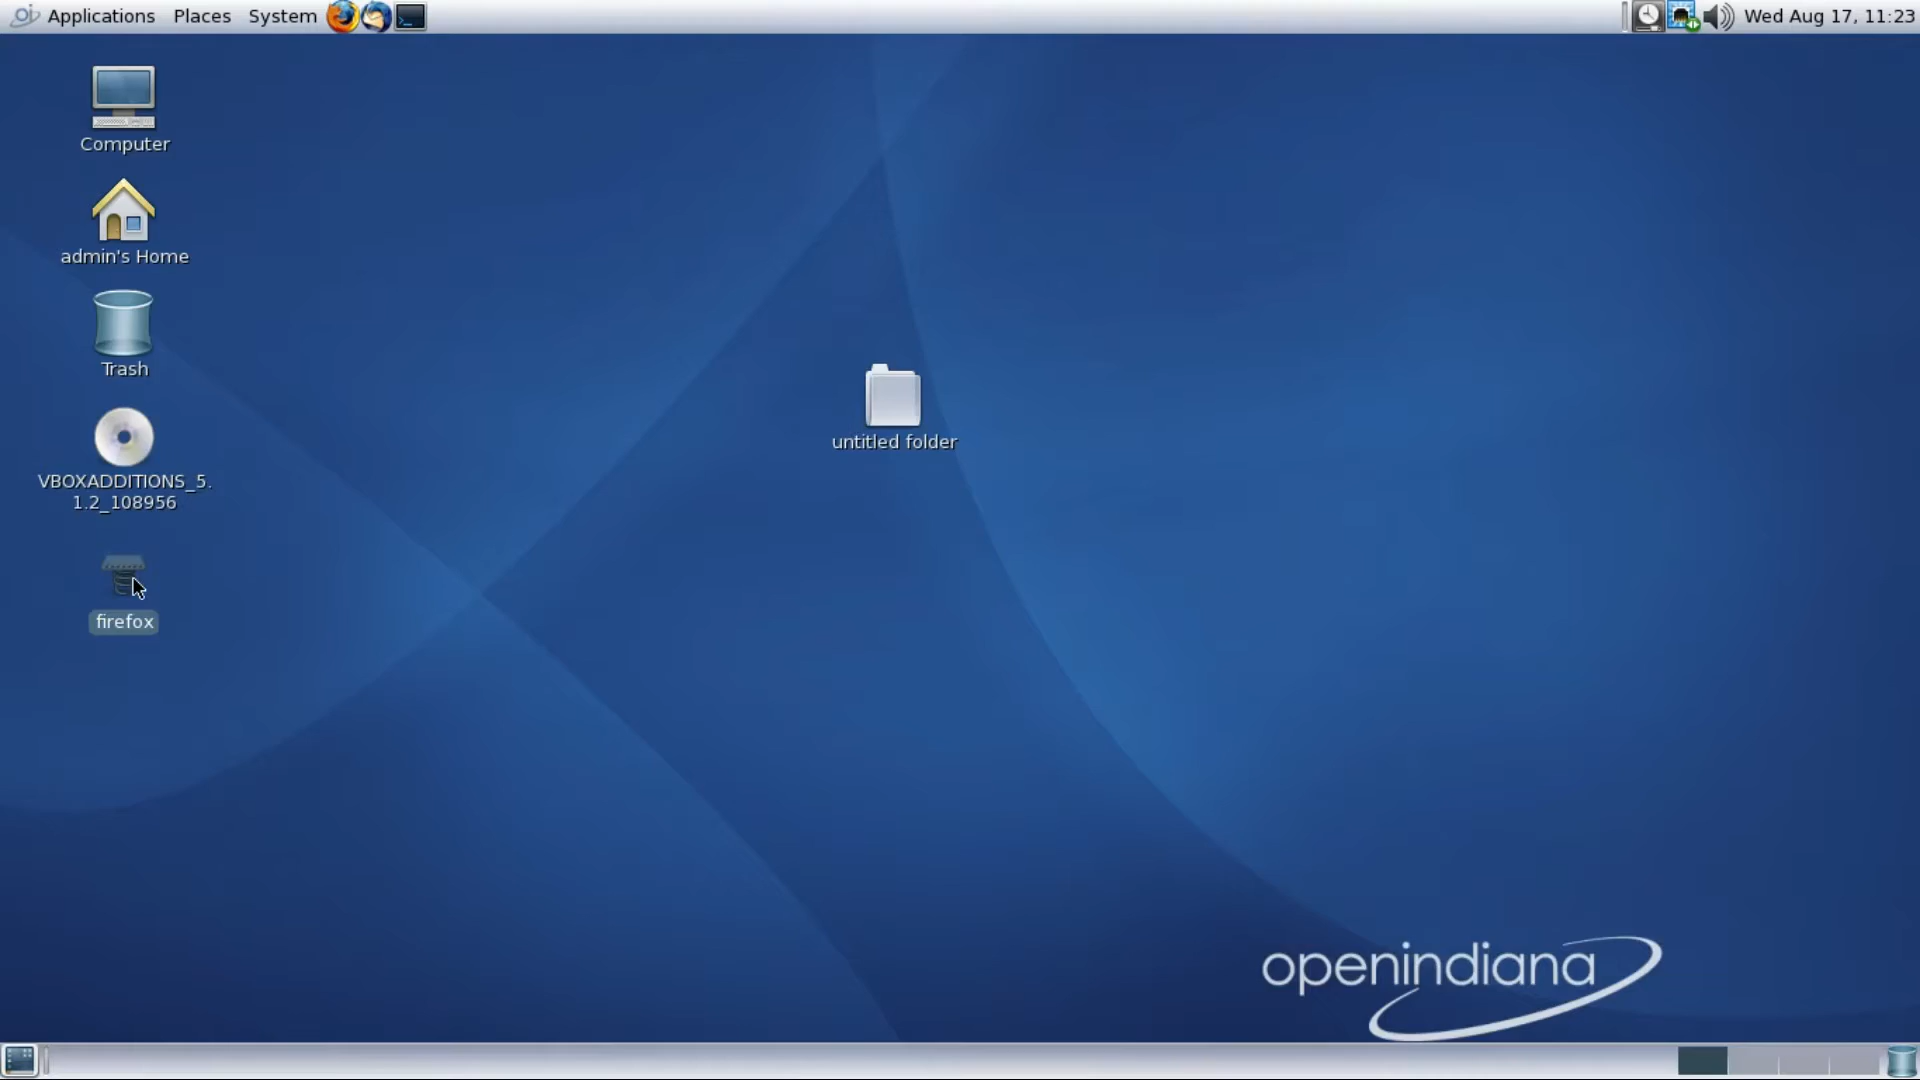 Applications Places System Wed Aug 17, 11:23
Computer
admin's Home
Trash
VBOXADDITIONS_5.
1.2_108956
firefox
untitled folder
openindiana